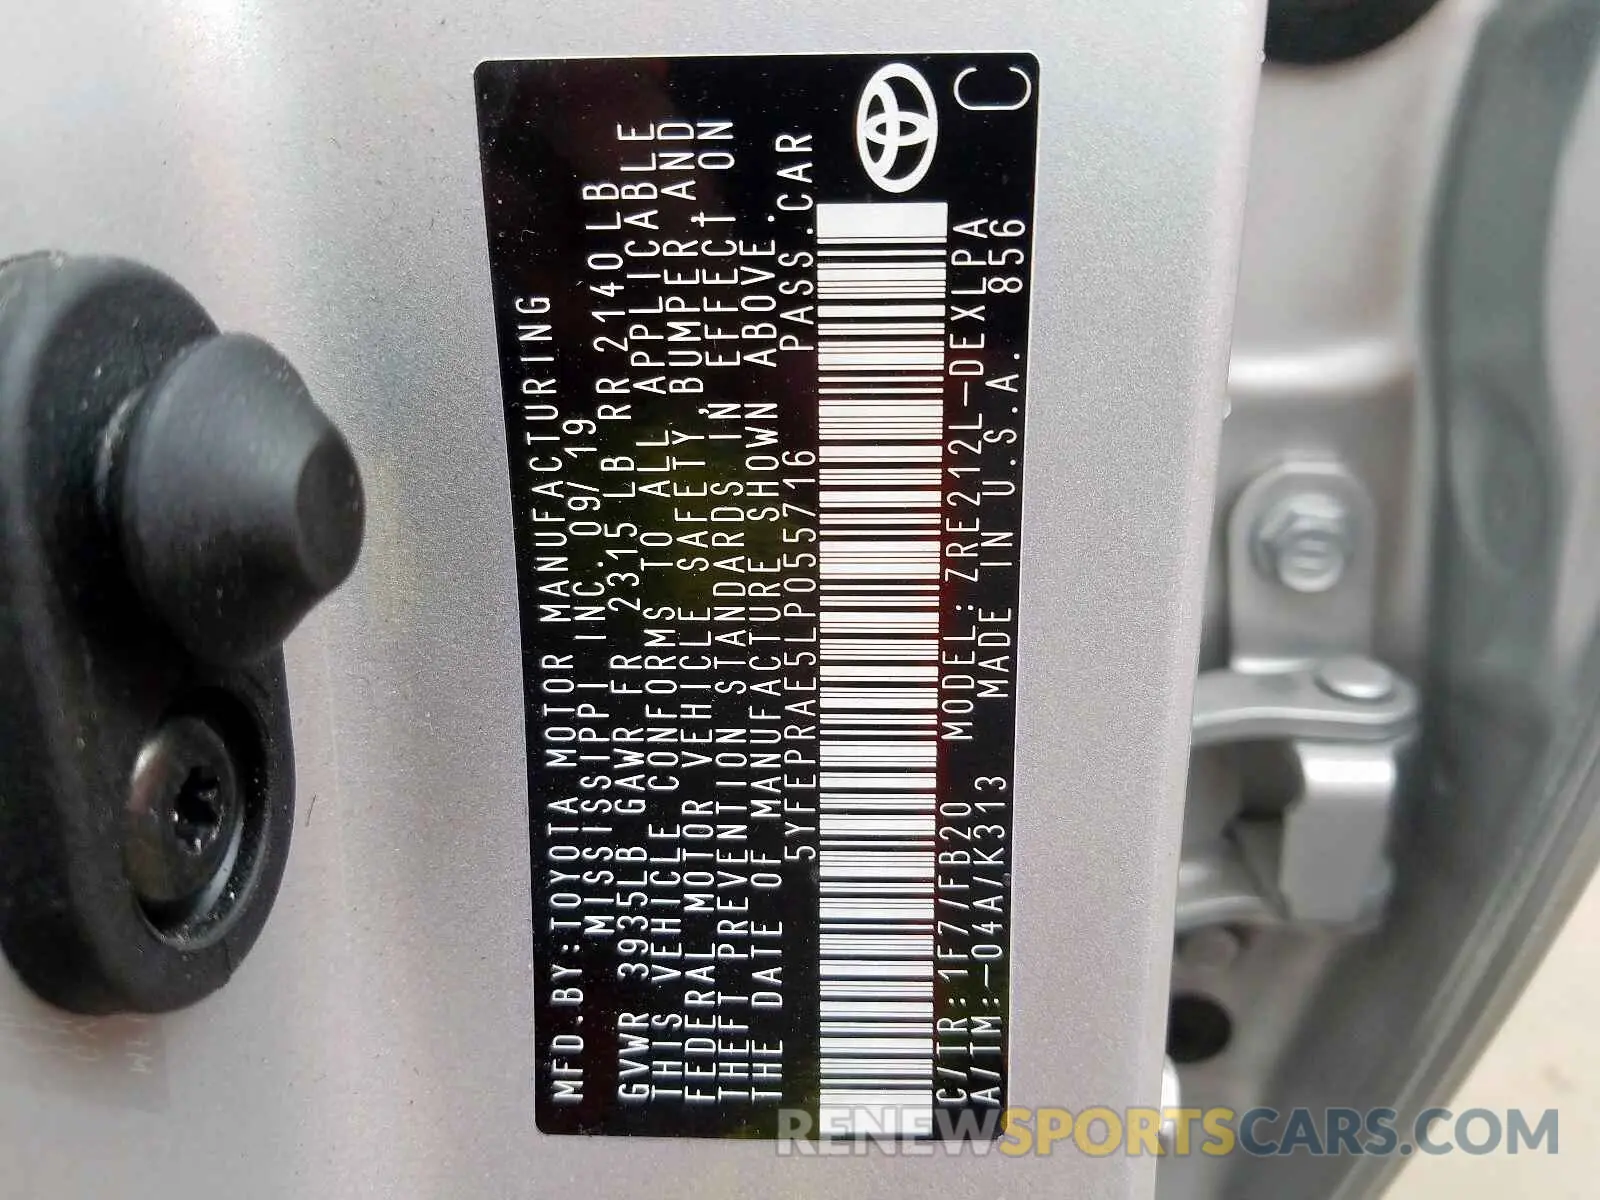 MFD.BY:TOYOTA MOTOR MANUFACTURING
MISSISSIPPI INC.09/19
GVWR 3935LB GAWR FR 2315LB RR 2140LB
THIS VEHICLE CONFORMS TO ALL APPLICABLE
FEDERAL MOTOR VEHICLE SAFETY, BUMPER, AND
THEFT PREVENTION STANDARDS IN EFFECT ON
THE DATE OF MANUFACTURE SHOWN ABOVE.
5YFEPRAE5LP055716 PASS.CAR
C/TR:1F7/FB20 MODEL:ZRE212L-DEXLPA
A/TM:-04A/K313 MADE IN U.S.A. 856
C
RENEWSPORTSCARS.COM